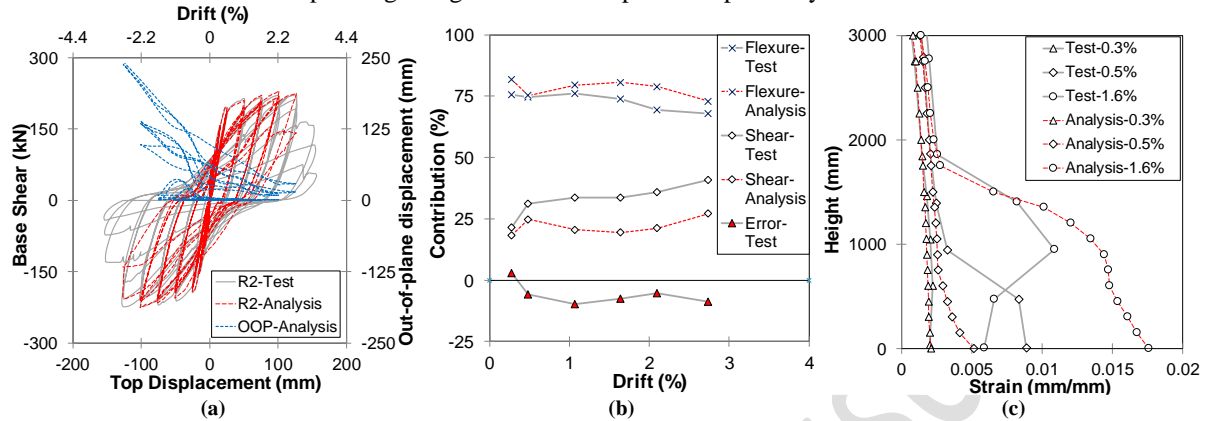 Drift (%)
-4.4 -2.2 0 2.2 4.4
300
150
0
-150
-300
Base Shear (kN)
250
125
0
-125
-250
Out-of-plane displacement (mm)
R2-Test
R2-Analysis
OOP-Analysis
-200 -100 0 100 200
Top Displacement (mm)
(a)
100
75
50
25
0
-25
Contribution (%)
Flexure-
Test
Flexure-
Analysis
Shear-
Test
Shear-
Analysis
Error-
Test
0 1 2 3 4
Drift (%)
(b)
3000
2000
1000
0
Height (mm)
Test-0.3%
Test-0.5%
Test-1.6%
Analysis-0.3%
Analysis-0.5%
Analysis-1.6%
0 0.005 0.01 0.015 0.02
Strain (mm/mm)
(c)